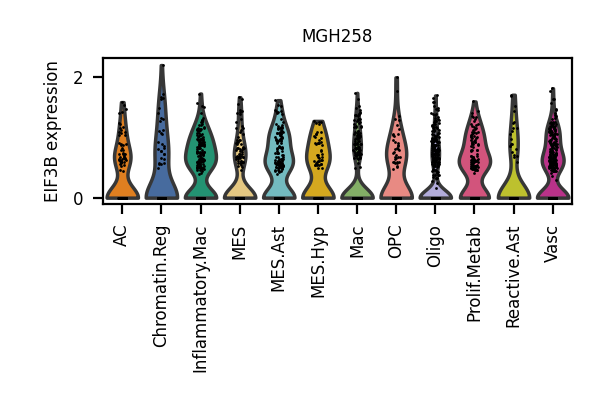 MGH258
EIF3B expression
2
0
AC
Chromatin.Reg
Inflammatory.Mac
MES
MES.Ast
MES.Hyp
Mac
OPC
Oligo
Prolif.Metab
Reactive.Ast
Vasc